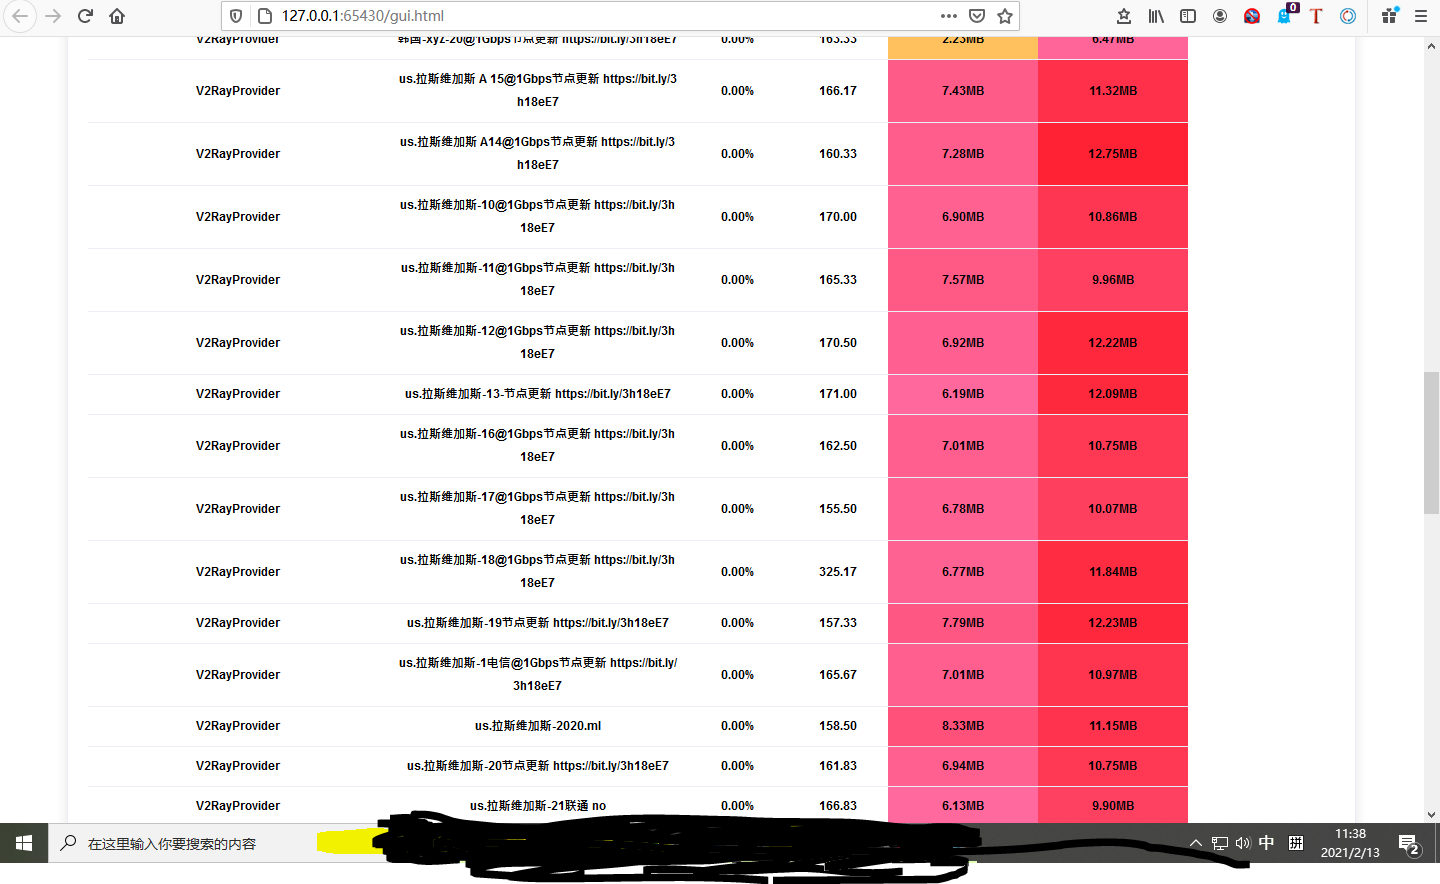 127.0.0.1:65430/gui.html
0
T
V2RayProvider 韩国-xyz-20@1Gbps节点更新 https://bit.ly/3h18eE7 0.00% 163.33 2.23MB 6.47MB
V2RayProvider us.拉斯维加斯 A 15@1Gbps节点更新 https://bit.ly/3 0.00% 166.17 7.43MB 11.32MB
h18eE7
V2RayProvider us.拉斯维加斯 A14@1Gbps节点更新 https://bit.ly/3 0.00% 160.33 7.28MB 12.75MB
h18eE7
V2RayProvider us.拉斯维加斯-10@1Gbps节点更新 https://bit.ly/3h 0.00% 170.00 6.90MB 10.86MB
18eE7
V2RayProvider us.拉斯维加斯-11@1Gbps节点更新 https://bit.ly/3h 0.00% 165.33 7.57MB 9.96MB
18eE7
V2RayProvider us.拉斯维加斯-12@1Gbps节点更新 https://bit.ly/3h 0.00% 170.50 6.92MB 12.22MB
18eE7
V2RayProvider us.拉斯维加斯-13-节点更新 https://bit.ly/3h18eE7 0.00% 171.00 6.19MB 12.09MB
V2RayProvider us.拉斯维加斯-16@1Gbps节点更新 https://bit.ly/3h 0.00% 162.50 7.01MB 10.75MB
18eE7
V2RayProvider us.拉斯维加斯-17@1Gbps节点更新 https://bit.ly/3h 0.00% 155.50 6.78MB 10.07MB
18eE7
V2RayProvider us.拉斯维加斯-18@1Gbps节点更新 https://bit.ly/3h 0.00% 325.17 6.77MB 11.84MB
18eE7
V2RayProvider us.拉斯维加斯-19节点更新 https://bit.ly/3h18eE7 0.00% 157.33 7.79MB 12.23MB
V2RayProvider us.拉斯维加斯-1电信@1Gbps节点更新 https://bit.ly/ 0.00% 165.67 7.01MB 10.97MB
3h18eE7
V2RayProvider us.拉斯维加斯-2020.ml 0.00% 158.50 8.33MB 11.15MB
V2RayProvider us.拉斯维加斯-20节点更新 https://bit.ly/3h18eE7 0.00% 161.83 6.94MB 10.75MB
V2RayProvider us.拉斯维加斯-21联通 no 0.00% 166.83 6.13MB 9.90MB
在这里输入你要搜索的内容
中 拼 11:38
2021/2/13
2